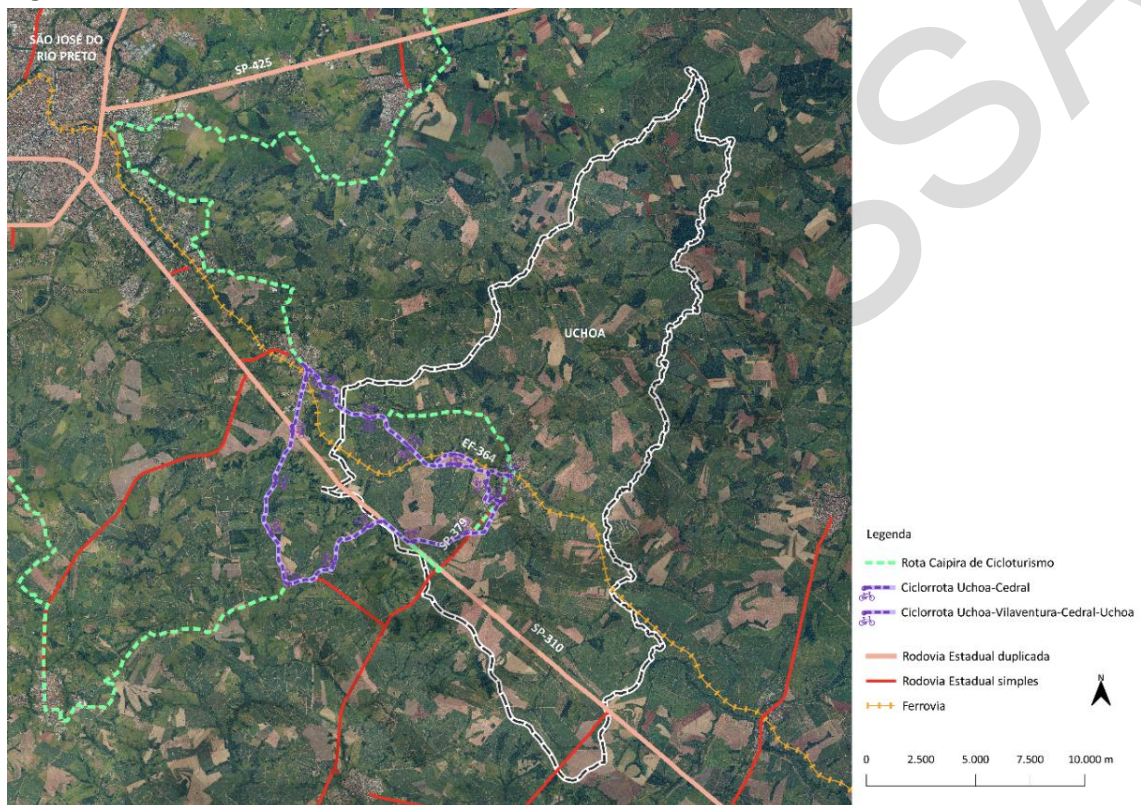 SÃO JOSÉ DO
RIO PRETO
SP-425
UCHOA
EF-364
SP-379
SP-310
Legenda
Rota Caipira de Cicloturismo
Ciclorrota Uchoa-Cedral
Ciclorrota Uchoa-Vilaventura-Cedral-Uchoa
Rodovia Estadual duplicada
Rodovia Estadual simples
Ferrovia
N
0 2.500 5.000 7.500 10.000 m